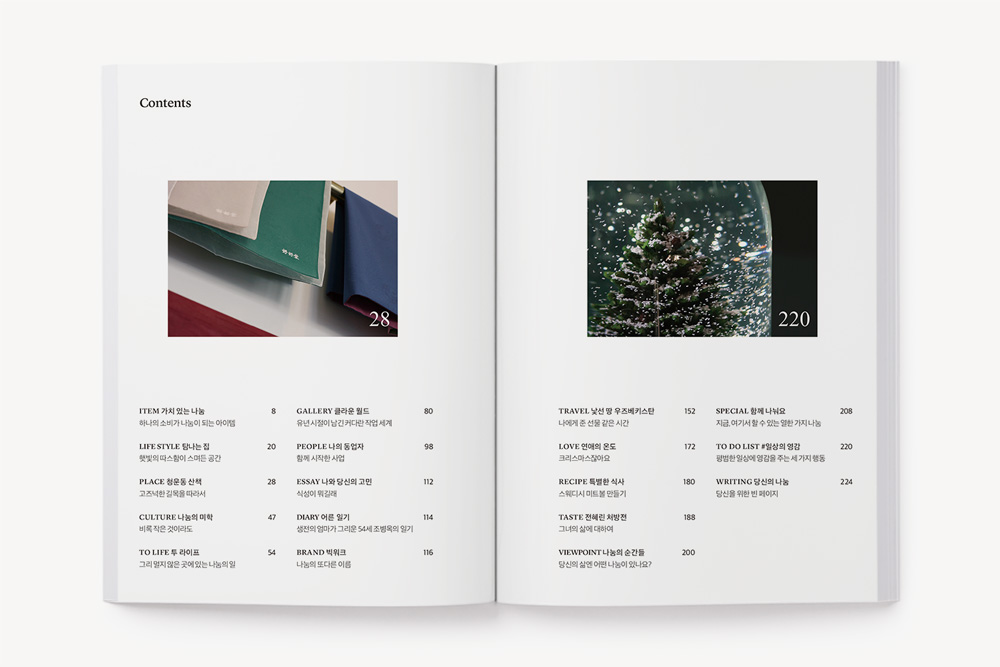 Contents
28
ITEM 가치 있는 나눔 8
하나의 소비가 나눔이 되는 아이템
LIFE STYLE 탐나는 집 20
햇빛의 따스함이 스며든 공간
PLACE 청운동 산책 28
고즈넉한 길목을 따라서
CULTURE 나눔의 미학 47
비록 작은 것이라도
TO LIFE 투 라이프 54
그리 멀지 않은 곳에 있는 나눔의 일
GALLERY 클라운 월드 80
유년 시절이 남긴 커다란 작업 세계
PEOPLE 나의 동업자 98
함께 시작한 사업
ESSAY 나와 당신의 고민 112
식성이 뭐길래
DIARY 어른 일기 114
생전의 엄마가 그리운 54세 조병옥의 일기
BRAND 빅워크 116
나눔의 또다른 이름
220
TRAVEL 낯선 땅 우즈베키스탄 152
나에게 준 선물 같은 시간
LOVE 연애의 온도 172
크리스마스잖아요
RECIPE 특별한 식사 180
스웨디시 미트볼 만들기
TASTE 전혜린 처방전 188
그녀의 삶에 대하여
VIEWPOINT 나눔의 순간들 200
당신의 삶엔 어떤 나눔이 있나요?
SPECIAL 함께 나눠요 208
지금, 여기서 할 수 있는 열한 가지 나눔
TO DO LIST #일상의 영감 220
평범한 일상에 영감을 주는 세 가지 행동
WRITING 당신의 나눔 224
당신을 위한 빈 페이지